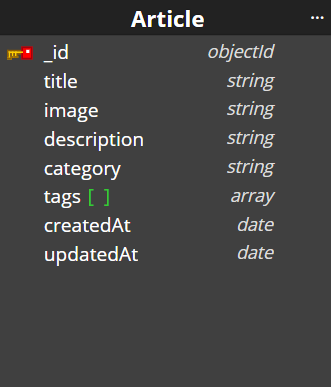 Article ...
_id objectId
title string
image string
description string
category string
tags [ ] array
createdAt date
updatedAt date